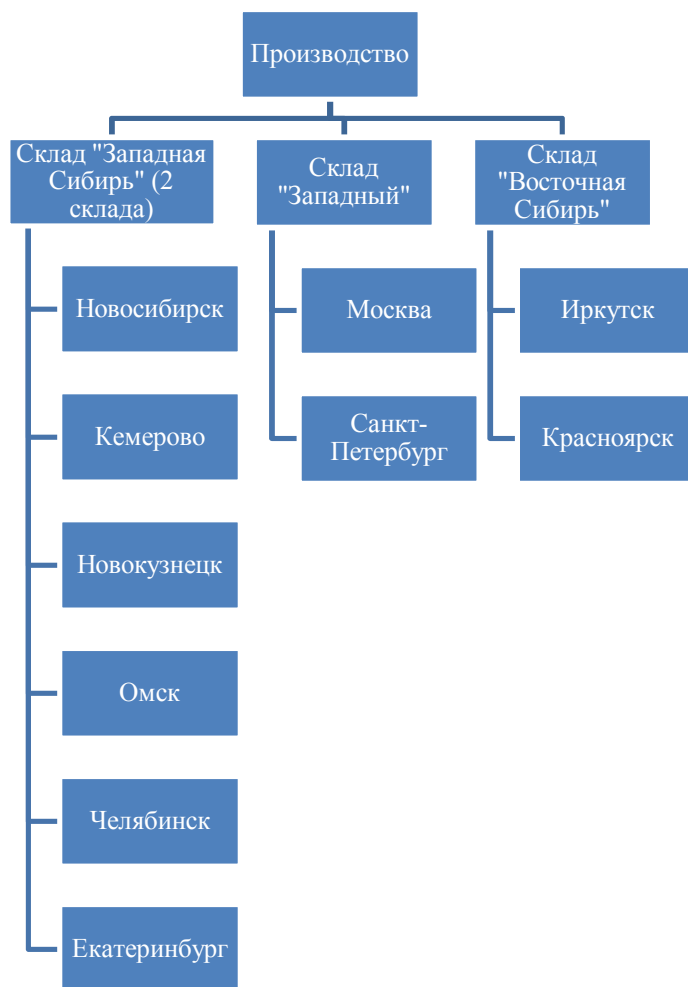 Производство
Склад "Западная
Сибирь" (2
склада)
Склад
"Западный"
Склад
"Восточная
Сибирь"
Новосибирск
Кемерово
Новокузнецк
Омск
Челябинск
Екатеринбург
Москва
Санкт-
Петербург
Иркутск
Красноярск